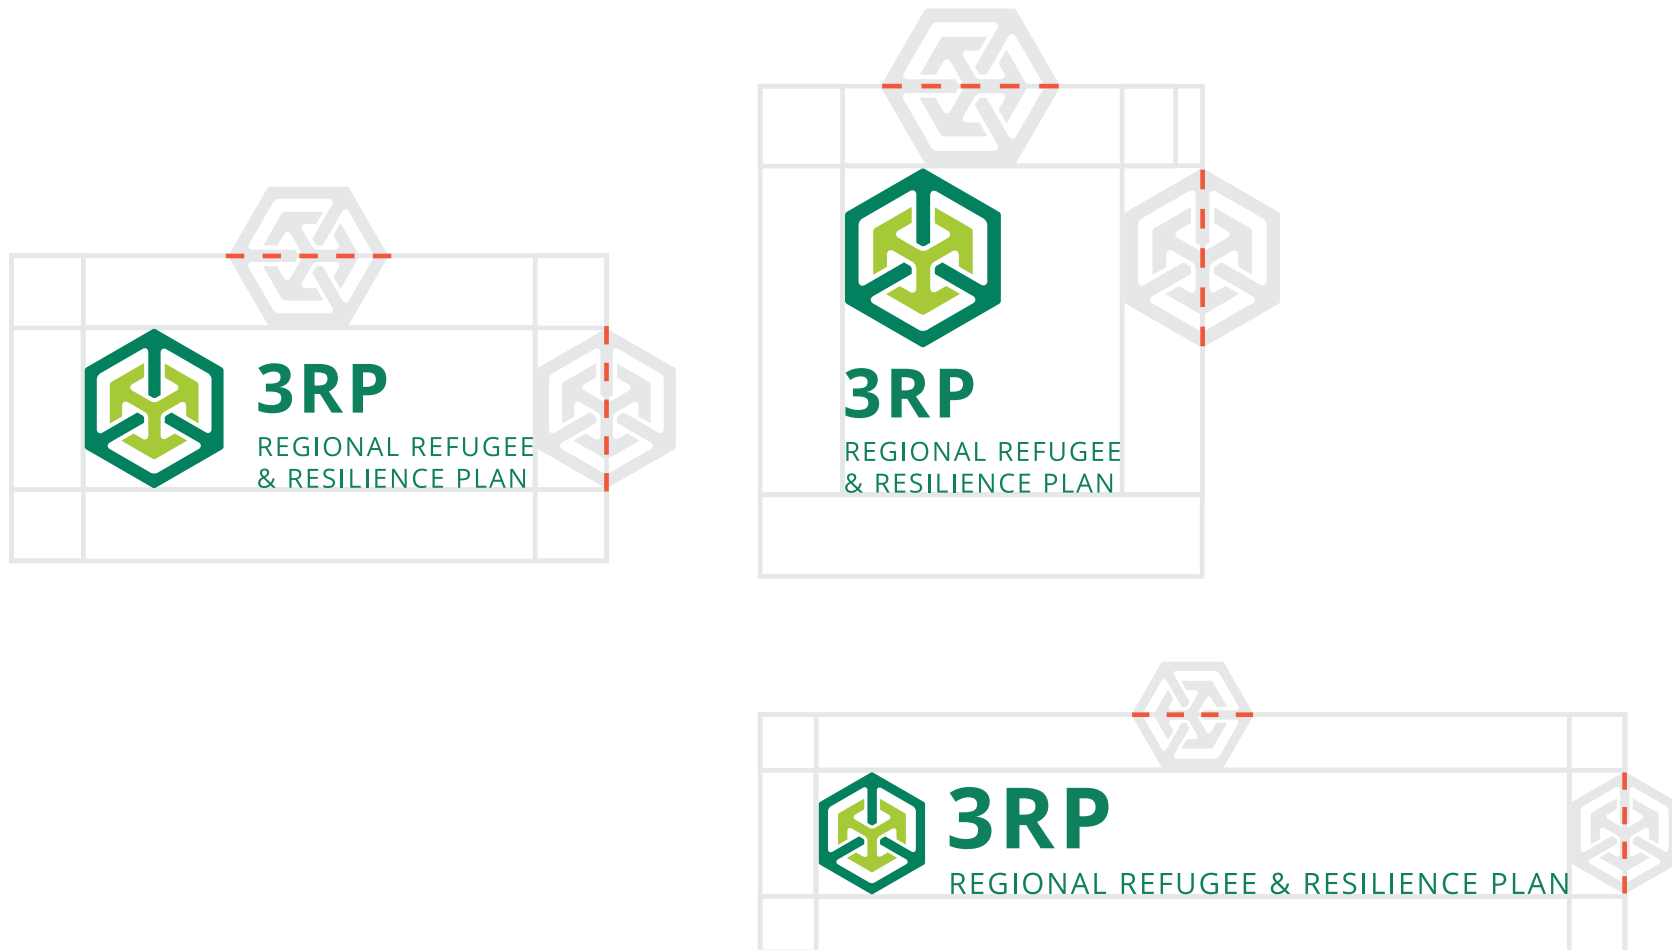 3RP
REGIONAL REFUGEE
& RESILIENCE PLAN
3RP
REGIONAL REFUGEE
& RESILIENCE PLAN
3RP
REGIONAL REFUGEE & RESILIENCE PLAN